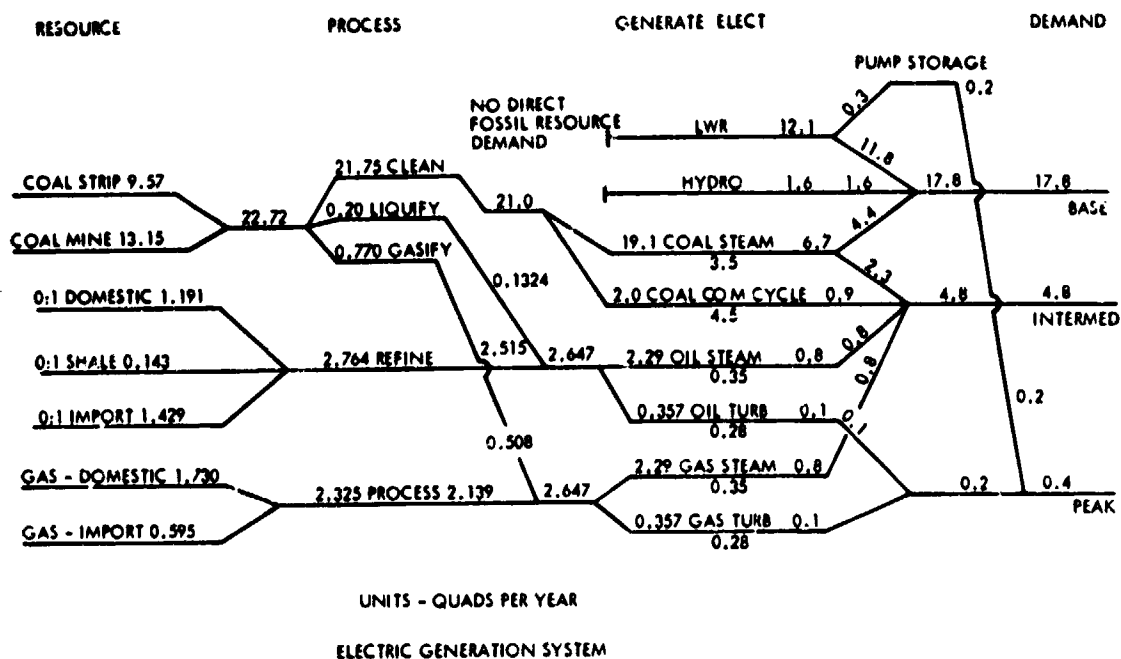 RESOURCE PROCESS GENERATE ELECT DEMAND
PUMP STORAGE
0.2
0.3
NO DIRECT
FOSSIL RESOURCE
DEMAND
LWR 12.1
11.8
21.75 CLEAN
COAL STRIP 9.57
HYDRO 1.6 1.6 17.8 17.8
BASE
22.72
0.20 LIQUIFY
21.0
4.4
COAL MINE 13.15
0.770 GASIFY
19.1 COAL STEAM 6.7
3.5
2.3
0.1324
0:1 DOMESTIC 1.191
2.0 COAL COM CYCLE 0.9 4.8 4.8
4.5
INTERMED
0:1 SHALE 0.143
2.764 REFINE 2.515 2.647
2.29 OIL STEAM 0.8
0.35
0.8
0.8
0:1 IMPORT 1.429
0.357 OIL TURB 0.1
0.28
0.1
0.2
0.508
GAS - DOMESTIC 1.730
2.29 GAS STEAM 0.8
0.35
2.325 PROCESS 2.139 2.647
0.2 0.4
PEAK
GAS - IMPORT 0.595
0.357 GAS TURB 0.1
0.28
UNITS - QUADS PER YEAR
ELECTRIC GENERATION SYSTEM